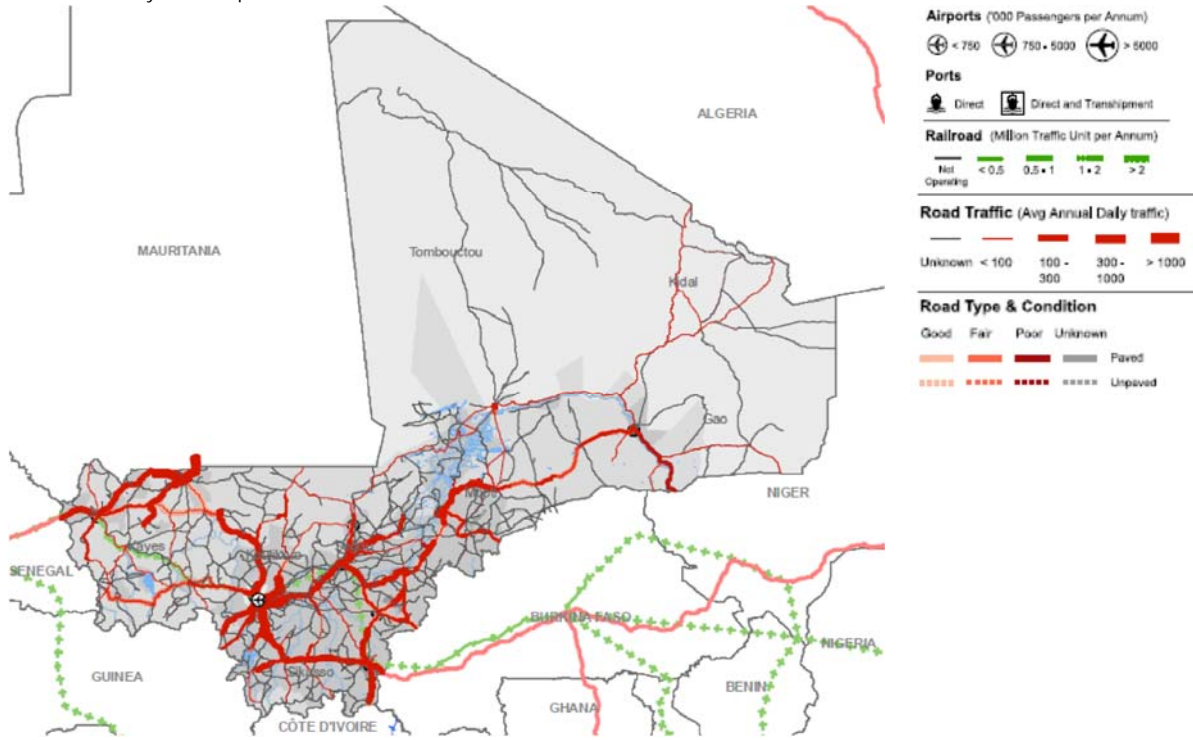 Airports ('000 Passengers per Annum)
< 750 750 - 5000 > 5000
Ports
Direct Direct and Transhipment
Railroad (Million Traffic Unit per Annum)
Not Operating < 0.5 0.5 - 1 1 - 2 > 2
Road Traffic (Avg Annual Daily traffic)
Unknown < 100 100 - 300 300 - 1000 > 1000
Road Type & Condition
Good Fair Poor Unknown
Paved
Unpaved
ALGERIA
MAURITANIA
Tombouctou
Kidal
Gao
NIGER
Kayes
SENEGAL
BURKINA FASO
NIGERIA
GUINEA
Sikasso
BENIN
GHANA
CÔTE D'IVOIRE